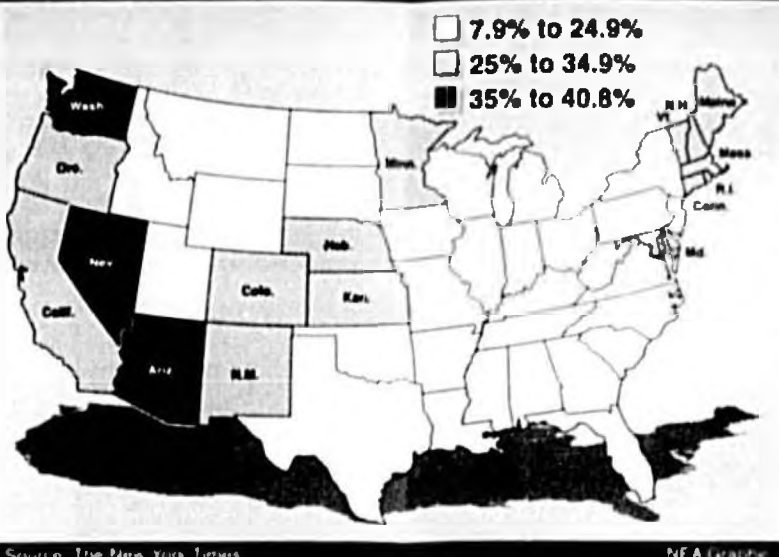 7.9% to 24.9%
25% to 34.9%
35% to 40.8%
Wash
Ore.
Nev
Calif.
Ariz
N.M.
Colo.
Neb.
Kan.
Minn.
N.H.
Vt.
Maine
Mass
R.I.
Conn.
Md.
Source: The New York Times
NEA Graphic